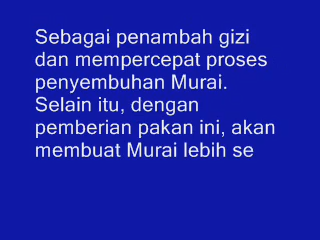 Sebagai penambah gizi
dan mempercepat proses
penyembuhan Murai.
Selain itu, dengan
pemberian pakan ini, akan
membuat Murai lebih se